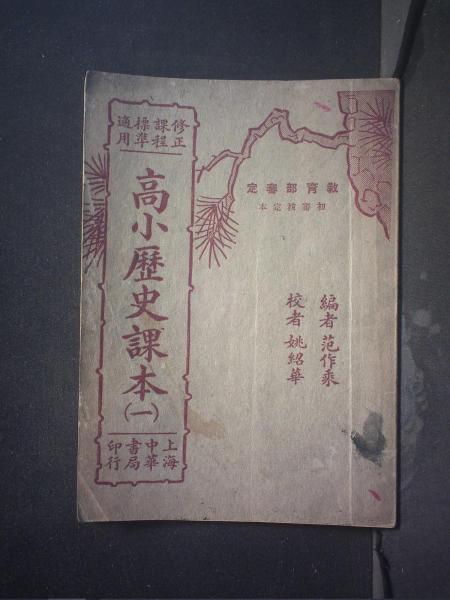 修正課程標準適用
高小歷史課本(一)
上海中華書局印行
教育部審定
初審核定本
編者 范作乘
校者 姚紹華